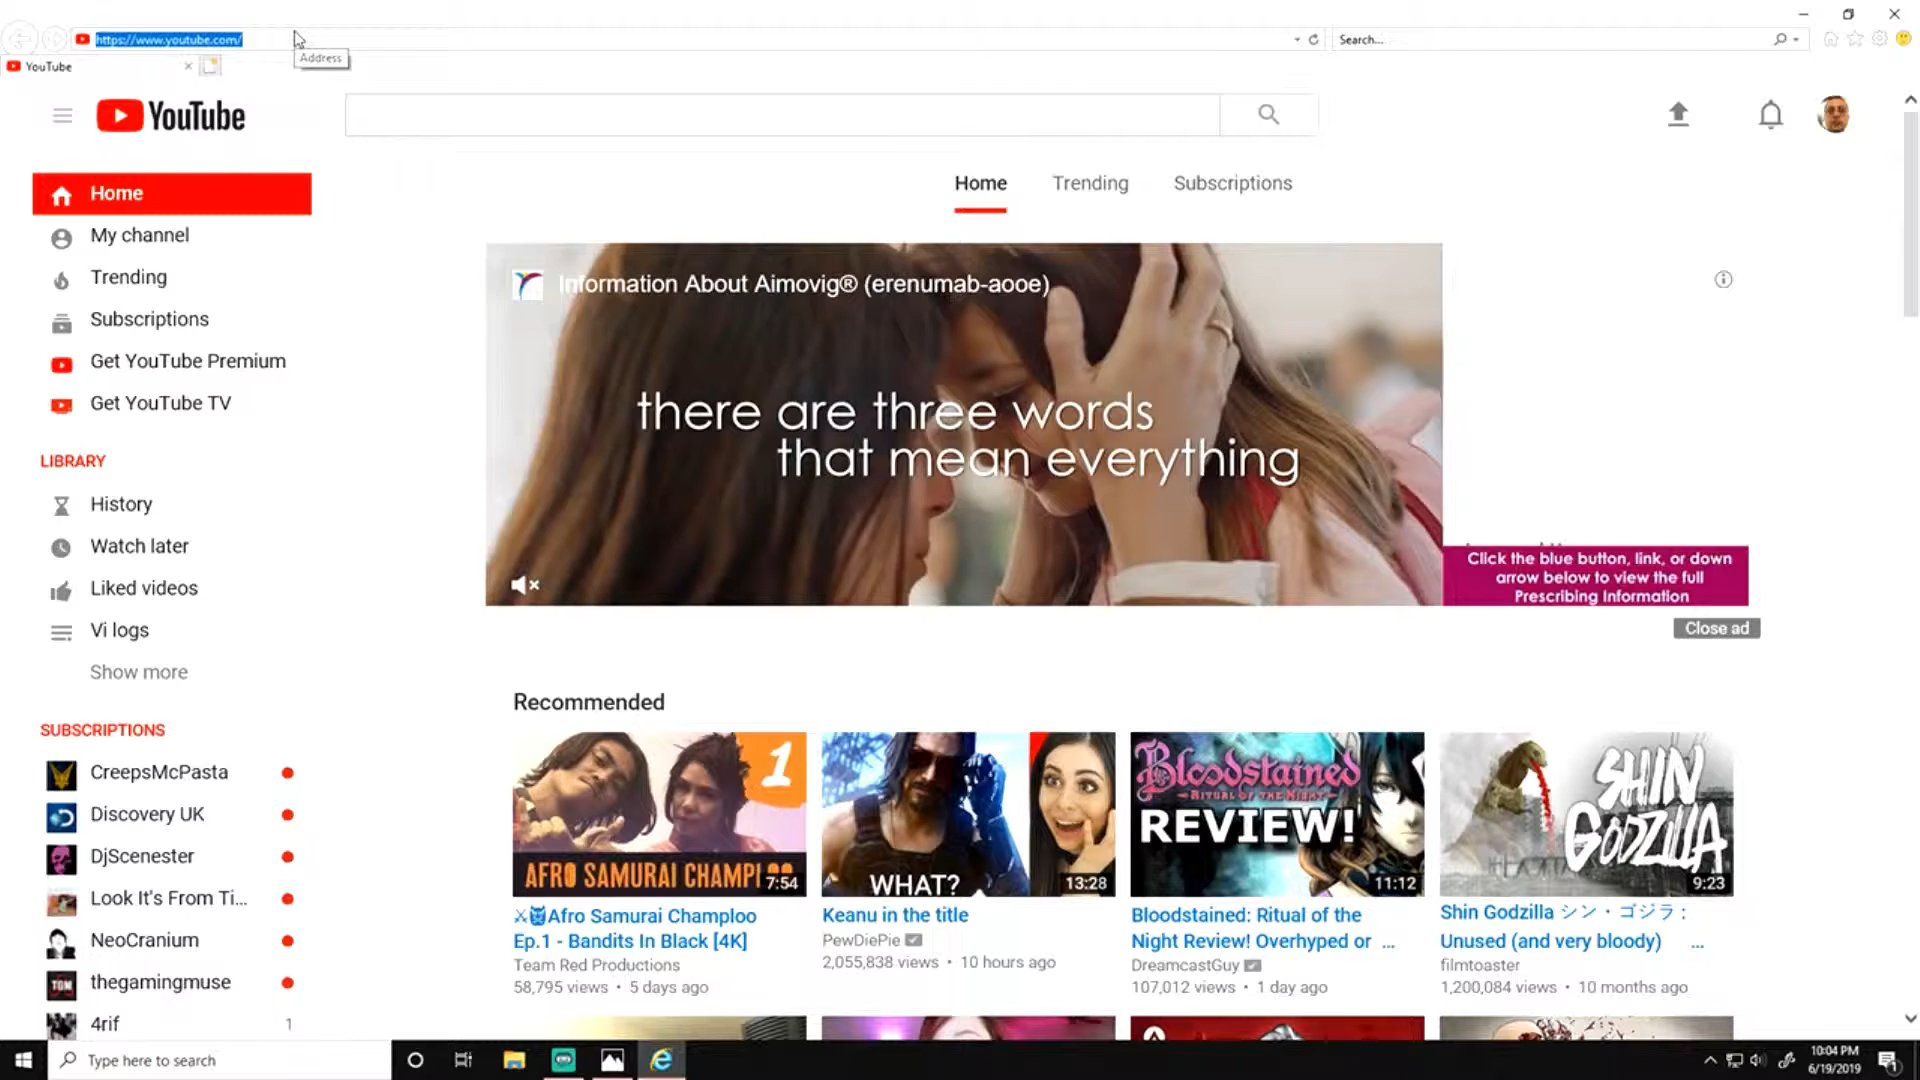 https://www.youtube.com/
Search...
Address
YouTube
YouTube
Home
Trending
Subscriptions
Home
My channel
Trending
Subscriptions
Get YouTube Premium
Get YouTube TV
LIBRARY
History
Watch later
Liked videos
Vi logs
Show more
SUBSCRIPTIONS
CreepsMcPasta
Discovery UK
DjScenester
Look It's From Ti...
NeoCranium
TGM
thegamingmuse
4rif 1
Information About Aimovig® (erenumab-aooe)
there are three words
that mean everything
Click the blue button, link, or down
arrow below to view the full
Prescribing Information
Close ad
Recommended
1
AFRO SAMURAI CHAMPL
7:54
⚔👹Afro Samurai Champloo
Ep.1 - Bandits In Black [4K]
Team Red Productions
58,795 views • 5 days ago
WHAT?
13:28
Keanu in the title
PewDiePie
2,055,838 views • 10 hours ago
Bloodstained
RITUAL OF THE NIGHT
REVIEW!
11:12
Bloodstained: Ritual of the
Night Review! Overhyped or ...
DreamcastGuy
107,012 views • 1 day ago
SHIN
GODZILLA
9:23
Shin Godzilla シン・ゴジラ:
Unused (and very bloody) ...
filmtoaster
1,200,084 views • 10 months ago
Type here to search
10:04 PM
6/19/2019
1